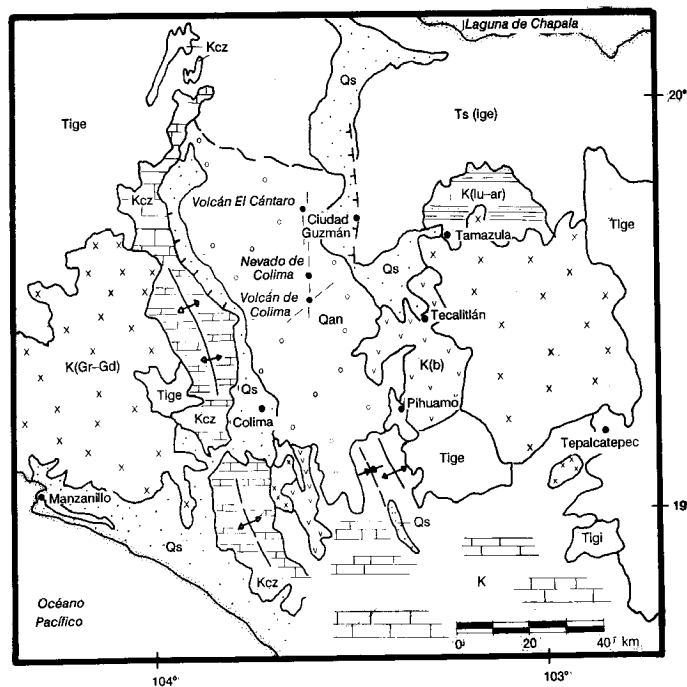 Laguna de Chapala
Kcz
Qs
20°
Tige
Ts (ige)
Kcz
K(lu-ar)
Volcán El Cántaro
Ciudad
Guzmán
Tamazula
Tige
Nevado de
Colima
Qs
Volcán de
Colima
Qan
Tecalitlán
K(Gr-Gd)
K(b)
Tige
Qs
Kcz
Colima
Pihuamo
Tige
Tepalcatepec
Manzanillo
19°
Qs
Qs
Tigi
Kcz
K
Océano
Pacífico
0 20 40 km.
104°
103°